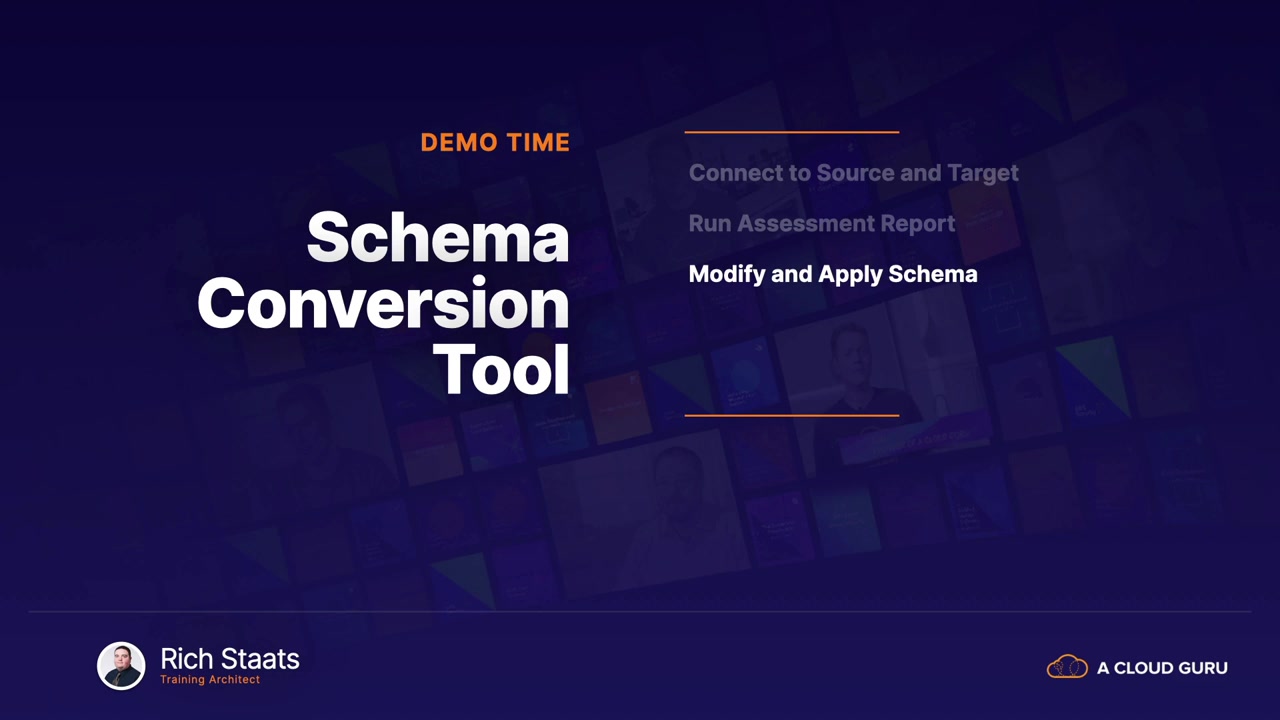 DEMO TIME
Schema
Conversion
Tool
Connect to Source and Target
Run Assessment Report
Modify and Apply Schema
Rich Staats
Training Architect
A CLOUD GURU